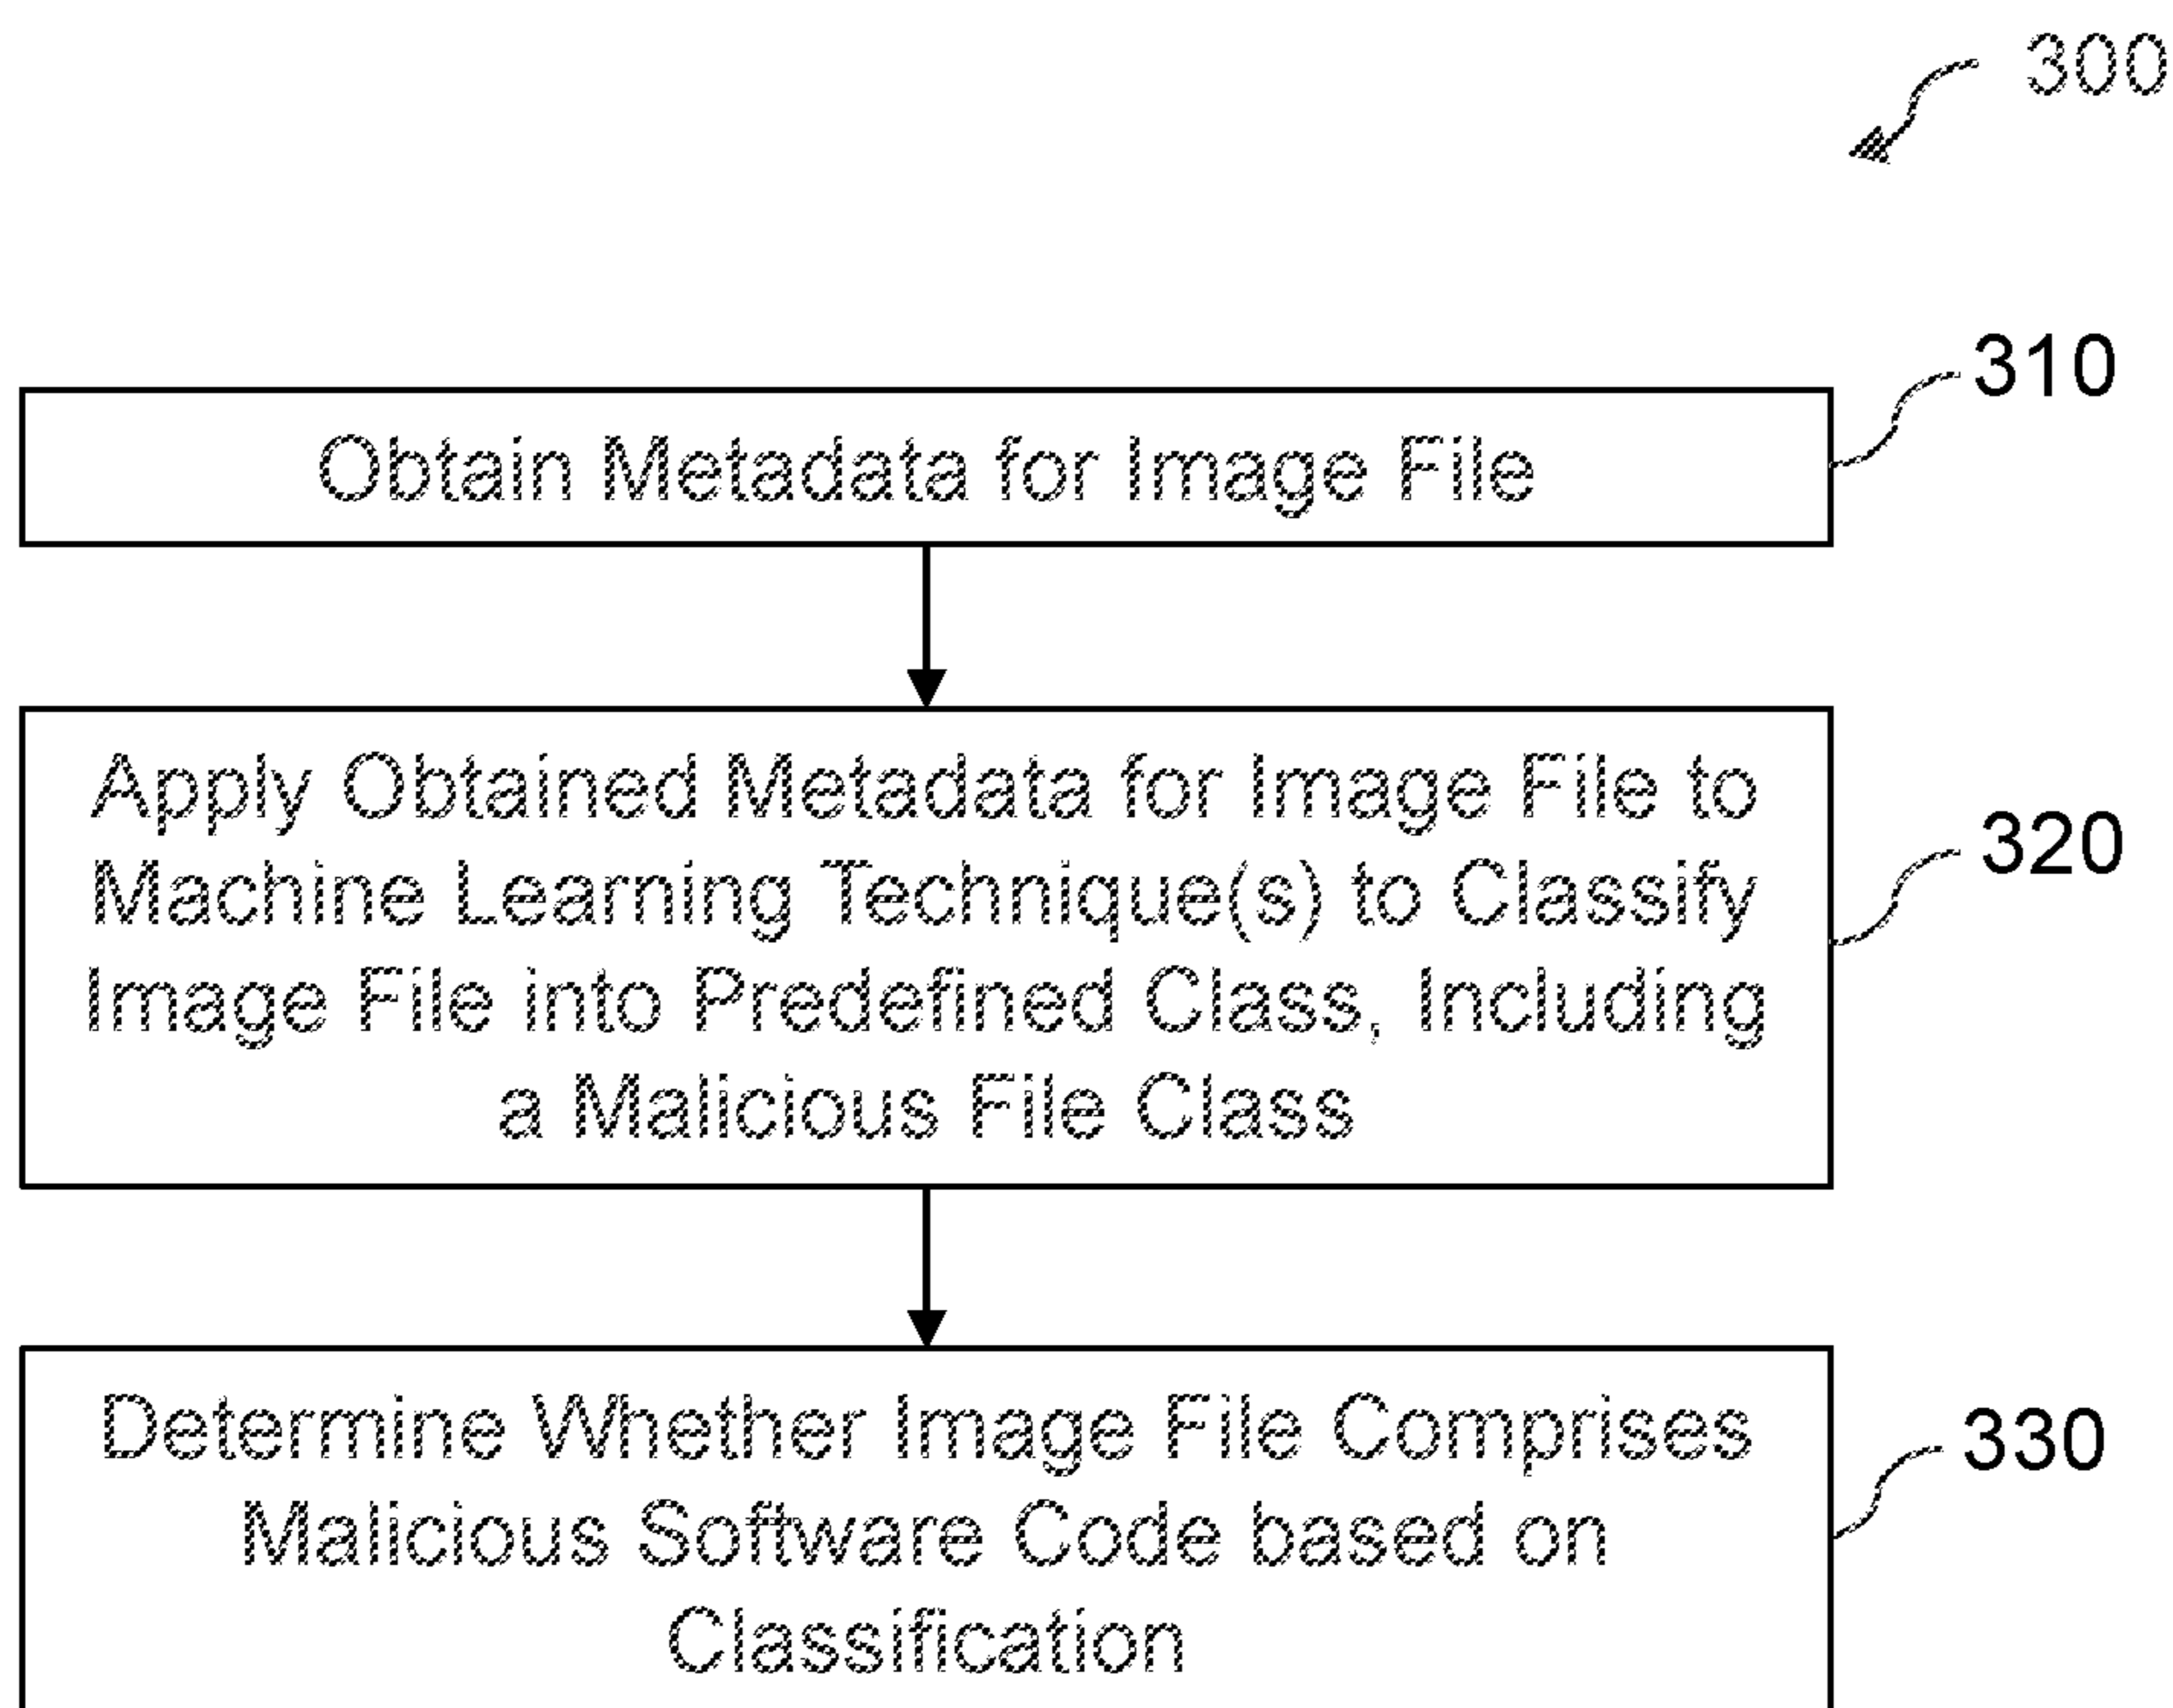 300
310
Obtain Metadata for Image File
Apply Obtained Metadata for Image File to
Machine Learning Technique(s) to Classify
Image File into Predefined Class, Including
a Malicious File Class
320
Determine Whether Image File Comprises
Malicious Software Code based on
Classification
330